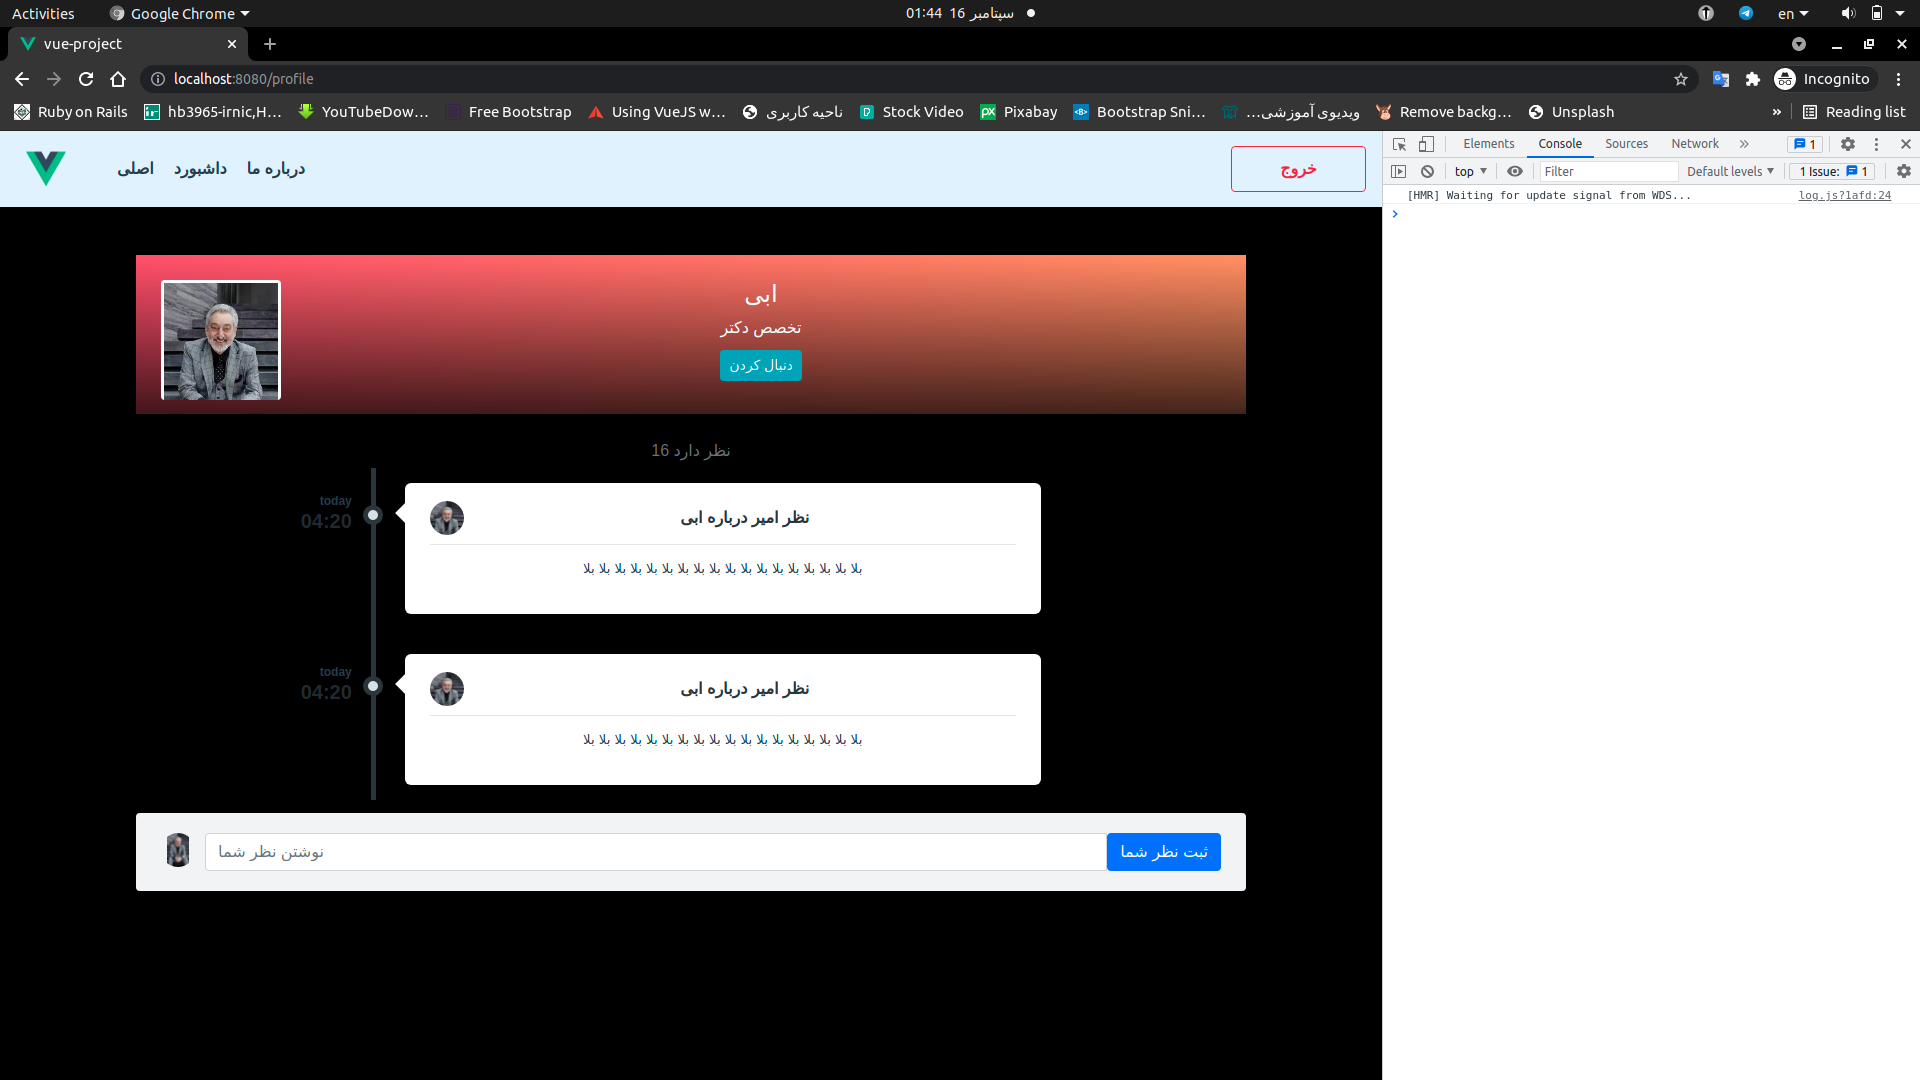 Activities
Google Chrome
01:44 16 سپتامبر
en
vue-project
localhost:8080/profile
Incognito
Ruby on Rails
hb3965-irnic,H...
YouTubeDow...
Free Bootstrap
Using VueJS w...
ناحیه کاربری
Stock Video
Pixabay
Bootstrap Sni...
ویدیوی آموزشی...
Remove backg...
Unsplash
»
Reading list
اصلی
داشبورد
درباره ما
خروج
Elements
Console
Sources
Network
»
1
top
Filter
Default levels
1 Issue:
1
[HMR] Waiting for update signal from WDS...
log.js?1afd:24
ابی
تخصص دکتر
دنبال کردن
16 نظر دارد
today
04:20
نظر امیر درباره ابی
بلا بلا بلا بلا بلا بلا بلا بلا بلا بلا بلا بلا بلا بلا بلا بلا بلا بلا
today
04:20
نظر امیر درباره ابی
بلا بلا بلا بلا بلا بلا بلا بلا بلا بلا بلا بلا بلا بلا بلا بلا بلا بلا
نوشتن نظر شما
ثبت نظر شما